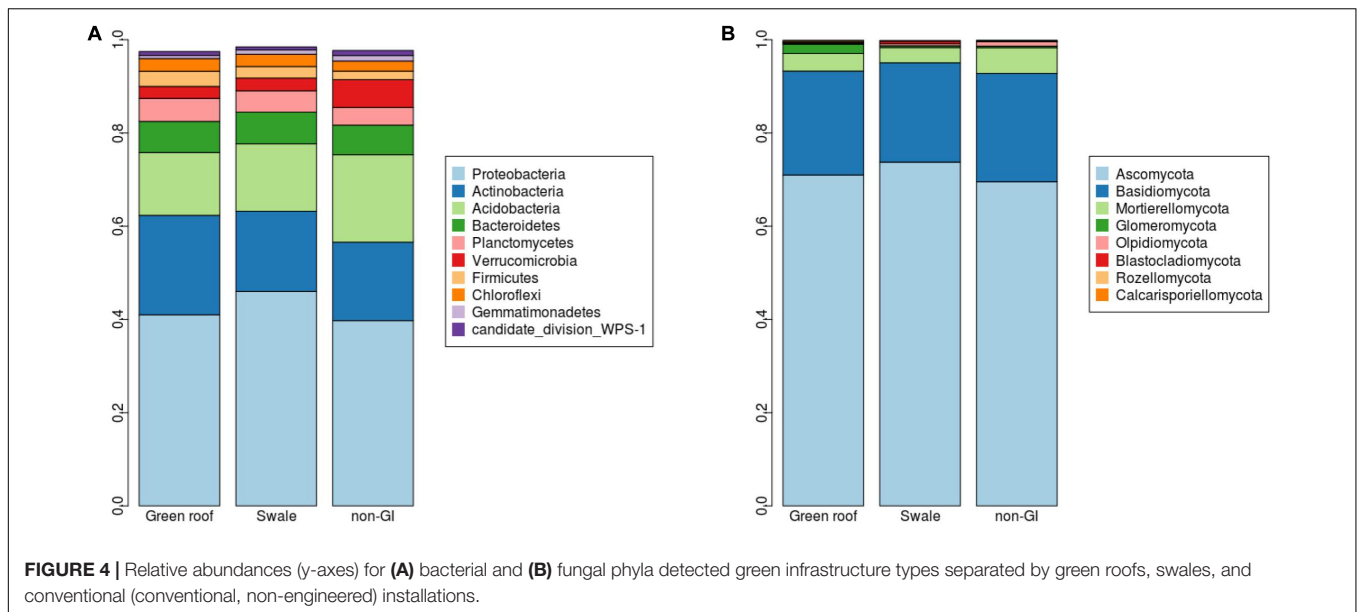 A
1.0
0.8
0.6
0.4
0.2
0.0
Green roof
Swale
non-GI
Proteobacteria
Actinobacteria
Acidobacteria
Bacteroidetes
Planctomycetes
Verrucomicrobia
Firmicutes
Chloroflexi
Gemmatimonadetes
candidate_division_WPS-1
B
1.0
0.8
0.6
0.4
0.2
0.0
Green roof
Swale
non-GI
Ascomycota
Basidiomycota
Mortierellomycota
Glomeromycota
Olpidiomycota
Blastocladiomycota
Rozellomycota
Calcarisporiellomycota
FIGURE 4 | Relative abundances (y-axes) for (A) bacterial and (B) fungal phyla detected green infrastructure types separated by green roofs, swales, and
conventional (conventional, non-engineered) installations.